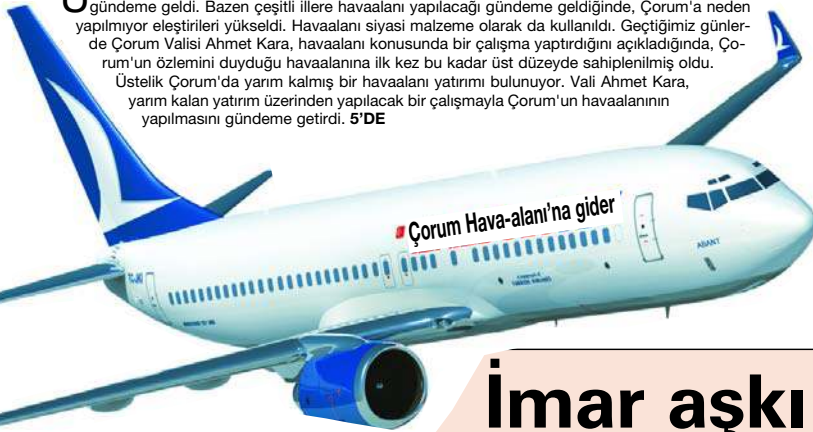 gündeme geldi. Bazen çeşitli illere havaalanı yapılacağı gündeme geldiğinde, Çorum'a neden
yapılmıyor eleştirileri yükseldi. Havaalanı siyasi malzeme olarak da kullanıldı. Geçtiğimiz günler-
de Çorum Valisi Ahmet Kara, havaalanı konusunda bir çalışma yaptırdığını açıkladığında, Ço-
rum'un özlemini duyduğu havaalanına ilk kez bu kadar üst düzeyde sahiplenilmiş oldu.
Üstelik Çorum'da yarım kalmış bir havaalanı yatırımı bulunuyor. Vali Ahmet Kara,
yarım kalan yatırım üzerinden yapılacak bir çalışmayla Çorum'un havaalanının
yapılmasını gündeme getirdi. 5'DE
Çorum Hava-alanı'na gider
ABANT
İmar aşkı